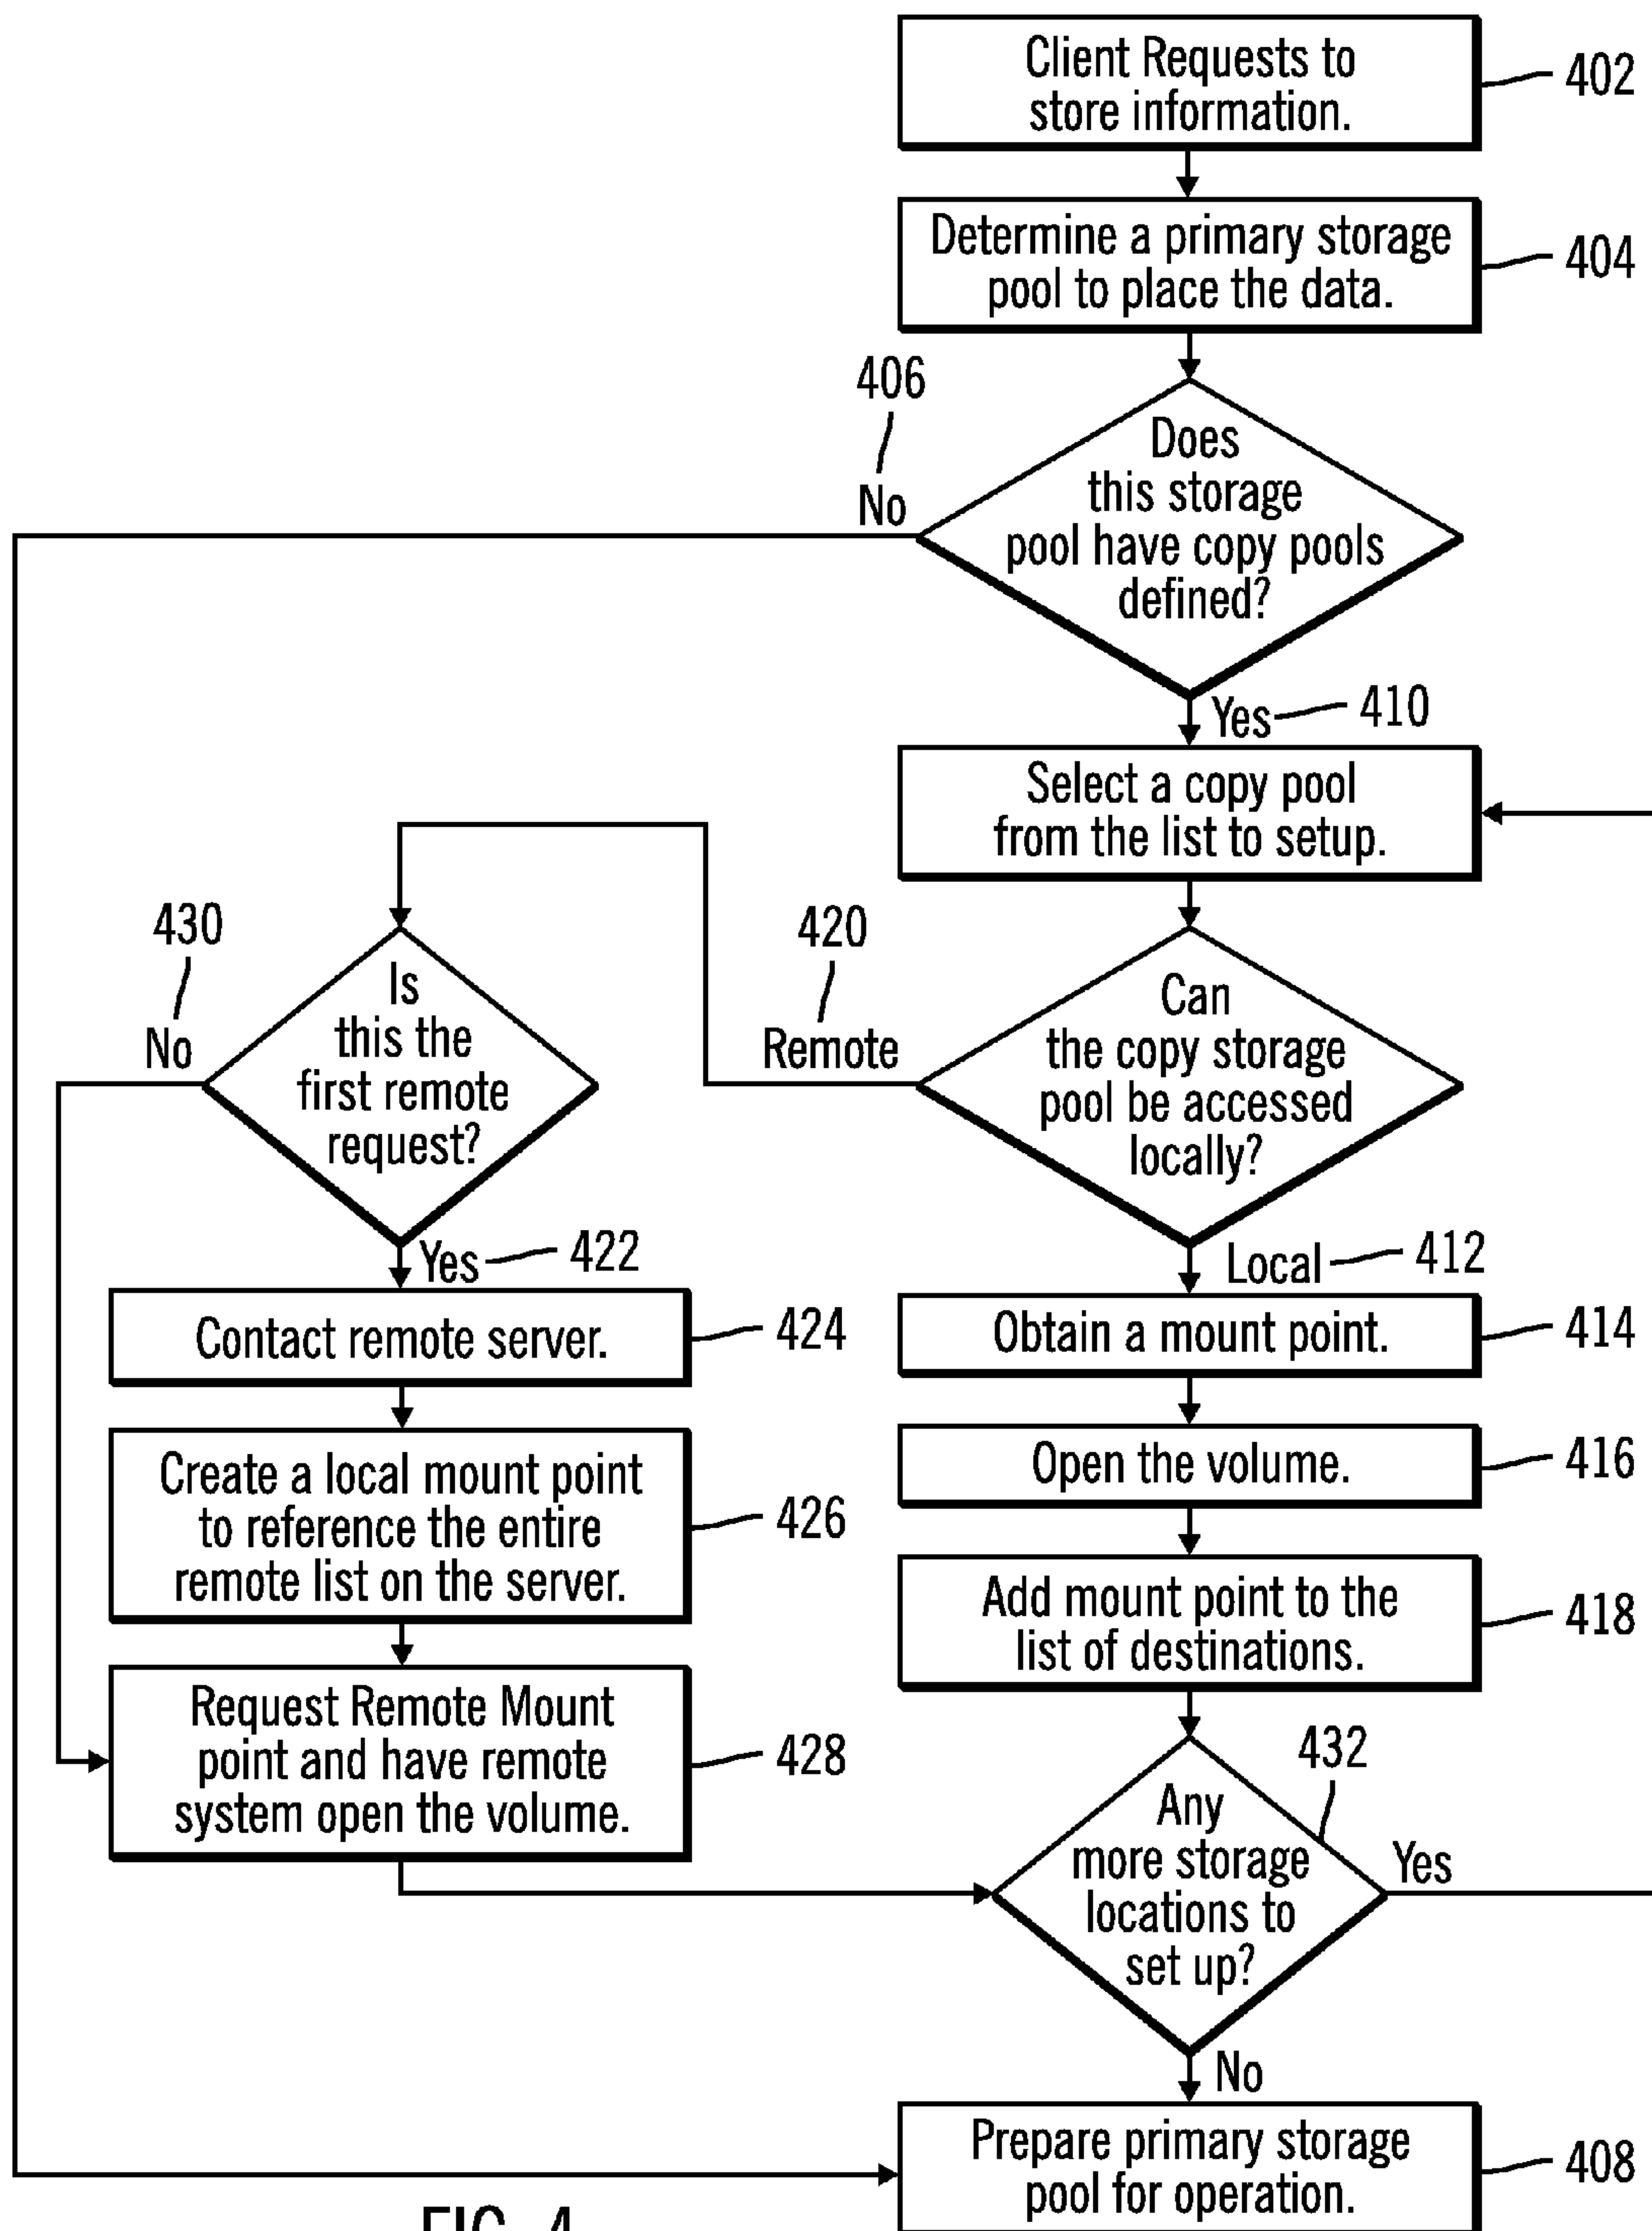 Client Requests to
store information.
402
Determine a primary storage
pool to place the data.
404
406
No
Does
this storage
pool have copy pools
defined?
Yes
410
Select a copy pool
from the list to setup.
430
No
Is
this the
first remote
request?
420
Remote
Can
the copy storage
pool be accessed
locally?
Yes
422
Local
412
Contact remote server.
424
Obtain a mount point.
414
Create a local mount point
to reference the entire
remote list on the server.
426
Open the volume.
416
Add mount point to the
list of destinations.
418
Request Remote Mount
point and have remote
system open the volume.
428
432
Any
more storage
locations to
set up?
Yes
No
Prepare primary storage
pool for operation.
408
FIG. 4